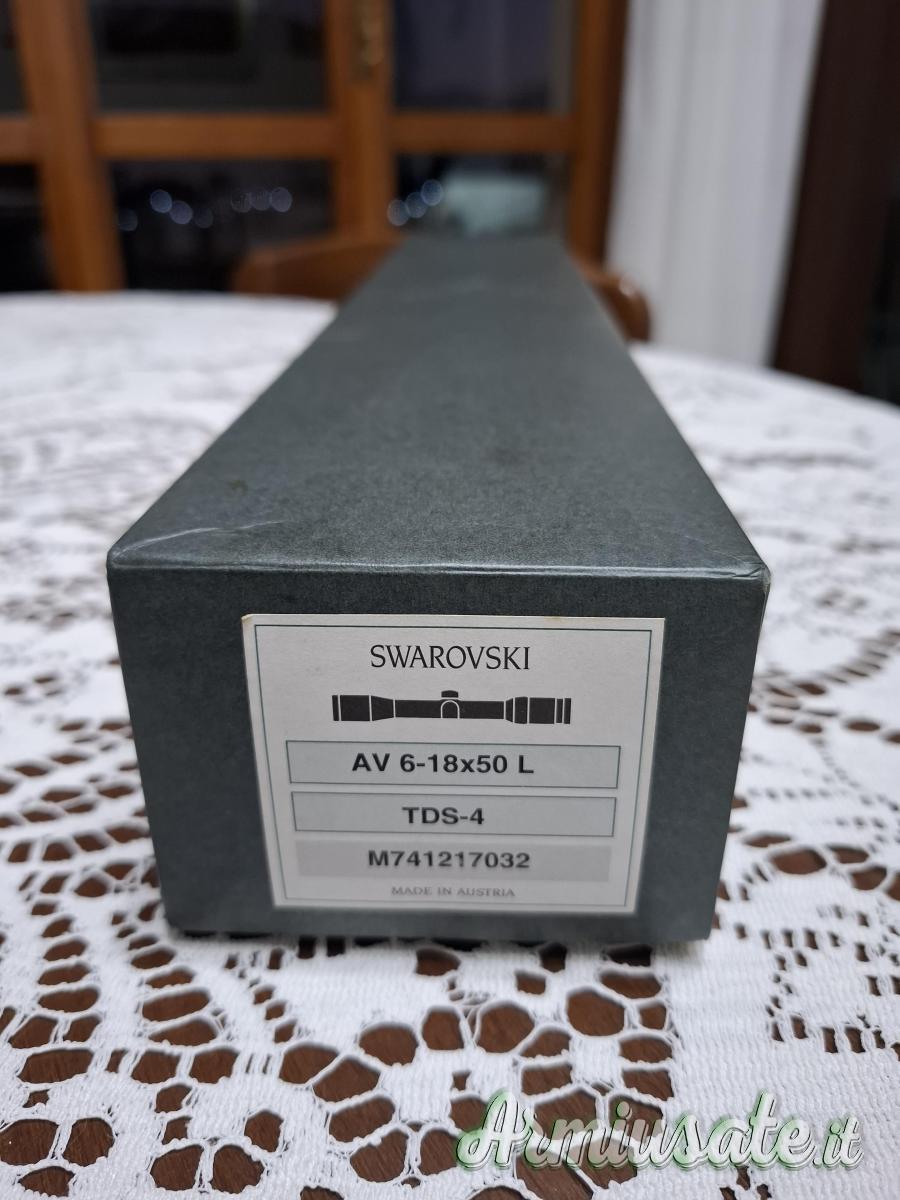 SWAROVSKI
AV 6-18x50 L
TDS-4
M741217032
MADE IN AUSTRIA
Armiusate.it